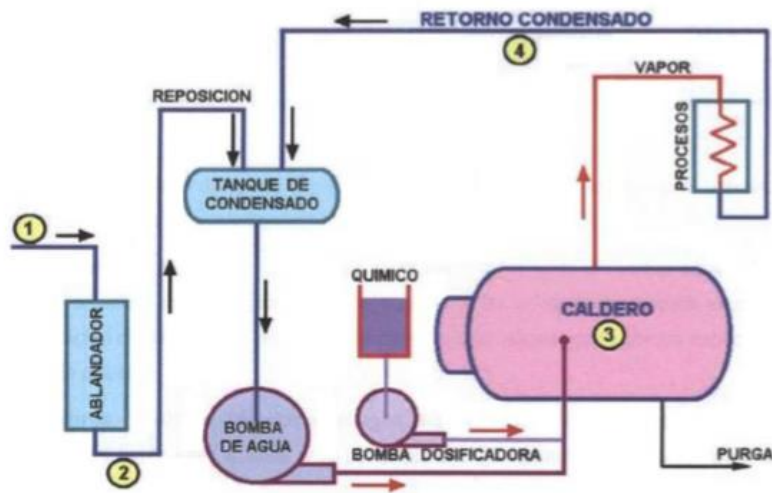 RETORNO CONDENSADO
4
VAPOR
REPOSICION
PROCESOS
TANQUE DE
CONDENSADO
1
QUIMICO
CALDERO
3
ABLANDADOR
BOMBA
DE AGUA
BOMBA DOSIFICADORA
PURGA
2